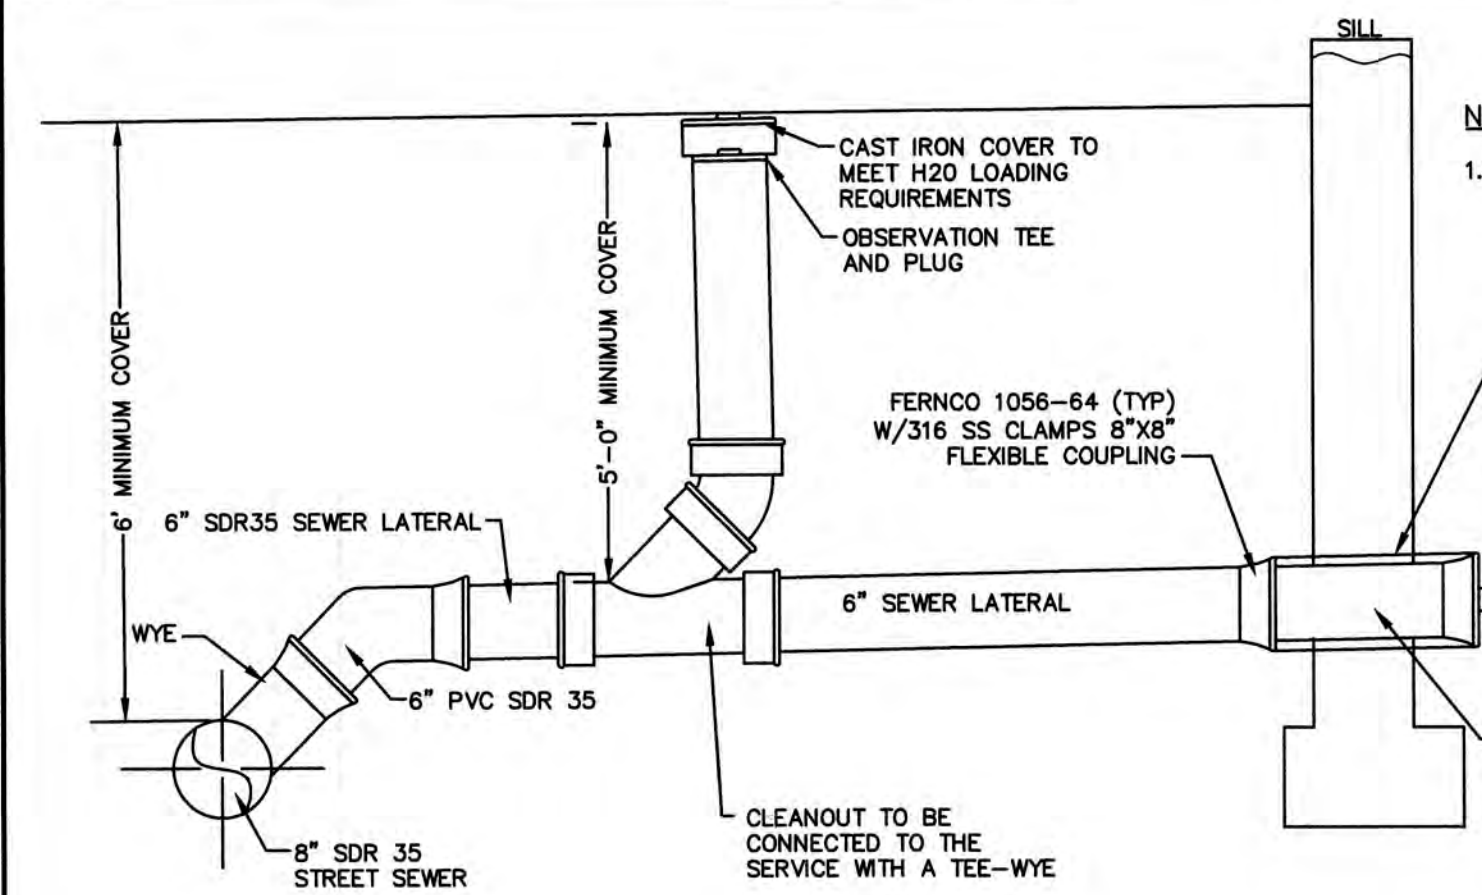 SILL
N
1.
CAST IRON COVER TO
MEET H20 LOADING
REQUIREMENTS
OBSERVATION TEE
AND PLUG
6' MINIMUM COVER
5'-0" MINIMUM COVER
FERNCO 1056-64 (TYP)
W/316 SS CLAMPS 8"X8"
FLEXIBLE COUPLING
6" SDR35 SEWER LATERAL
6" SEWER LATERAL
WYE
6" PVC SDR 35
CLEANOUT TO BE
CONNECTED TO THE
SERVICE WITH A TEE-WYE
8" SDR 35
STREET SEWER